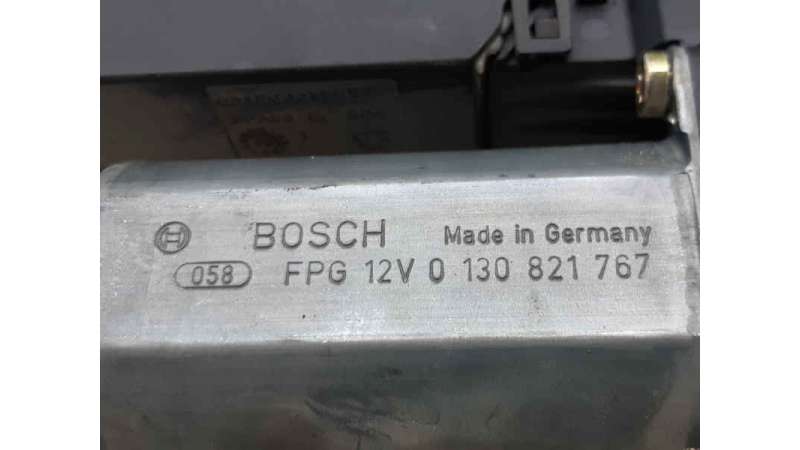 BOSCH Made in Germany
058 FPG 12V 0 130 821 767